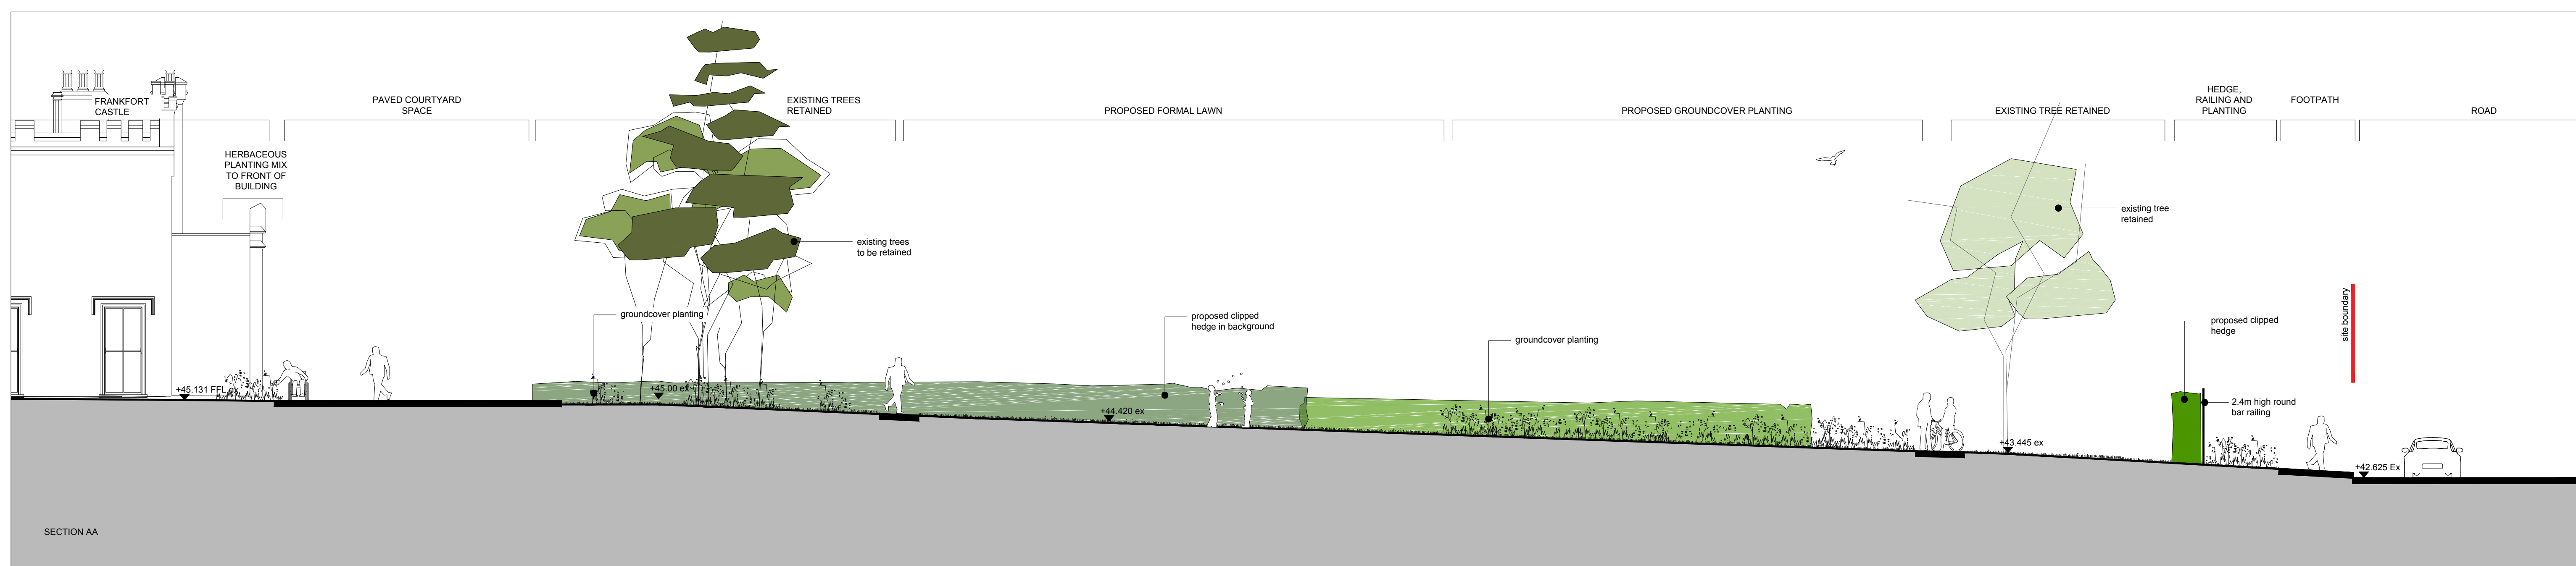 FRANKFORT
CASTLE
HERBACEOUS
PLANTING MIX
TO FRONT OF
BUILDING
PAVED COURTYARD
SPACE
EXISTING TREES
RETAINED
PROPOSED FORMAL LAWN
PROPOSED GROUNDCOVER PLANTING
EXISTING TREE RETAINED
HEDGE,
RAILING AND
PLANTING
FOOTPATH
ROAD
existing trees
to be retained
existing tree
retained
groundcover planting
proposed clipped
hedge in background
groundcover planting
proposed clipped
hedge
site boundary
2.4m high round
bar railing
+45.131 FFL ex
+45.00 ex
+44.420 ex
+43.445 ex
+42.625 Ex
SECTION AA